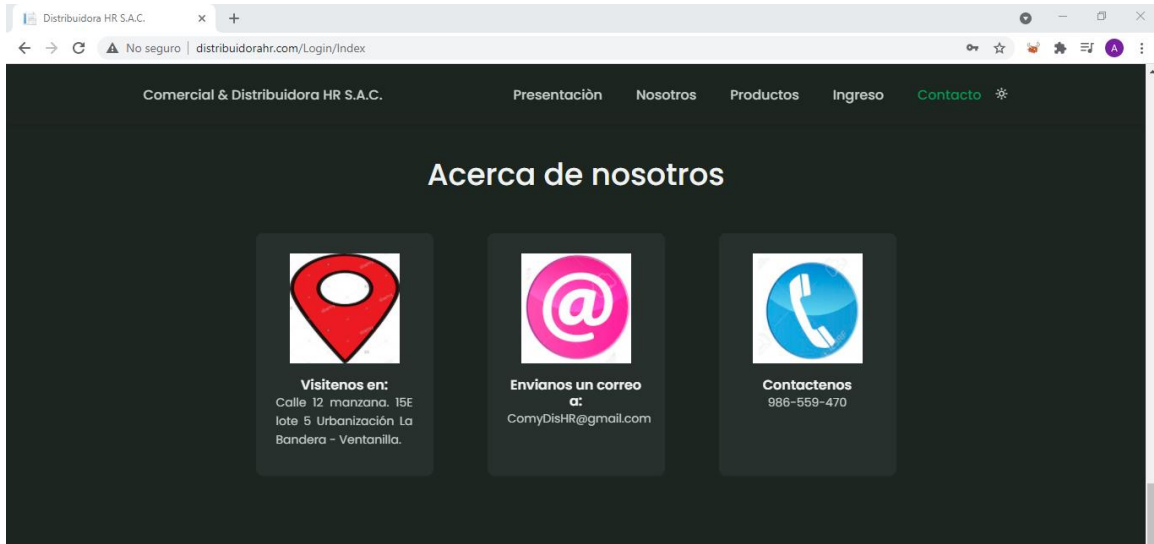 Distribuidora HR S.A.C.
No seguro | distribuidorahr.com/Login/Index
A
Comercial & Distribuidora HR S.A.C. Presentaciòn Nosotros Productos Ingreso Contacto
Acerca de nosotros
Visitenos en:
Calle 12 manzana. 15E
lote 5 Urbanización La
Bandera - Ventanilla.
Envianos un correo
a:
ComyDisHR@gmail.com
Contactenos
986-559-470